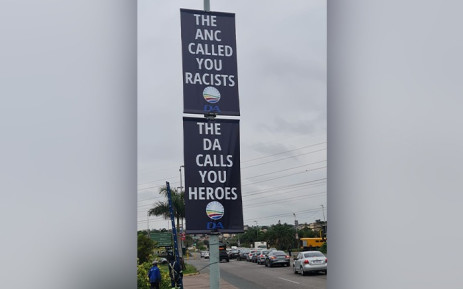 THE
ANC
CALLED
YOU
RACISTS
DA
THE
DA
CALLS
YOU
HEROES
DA